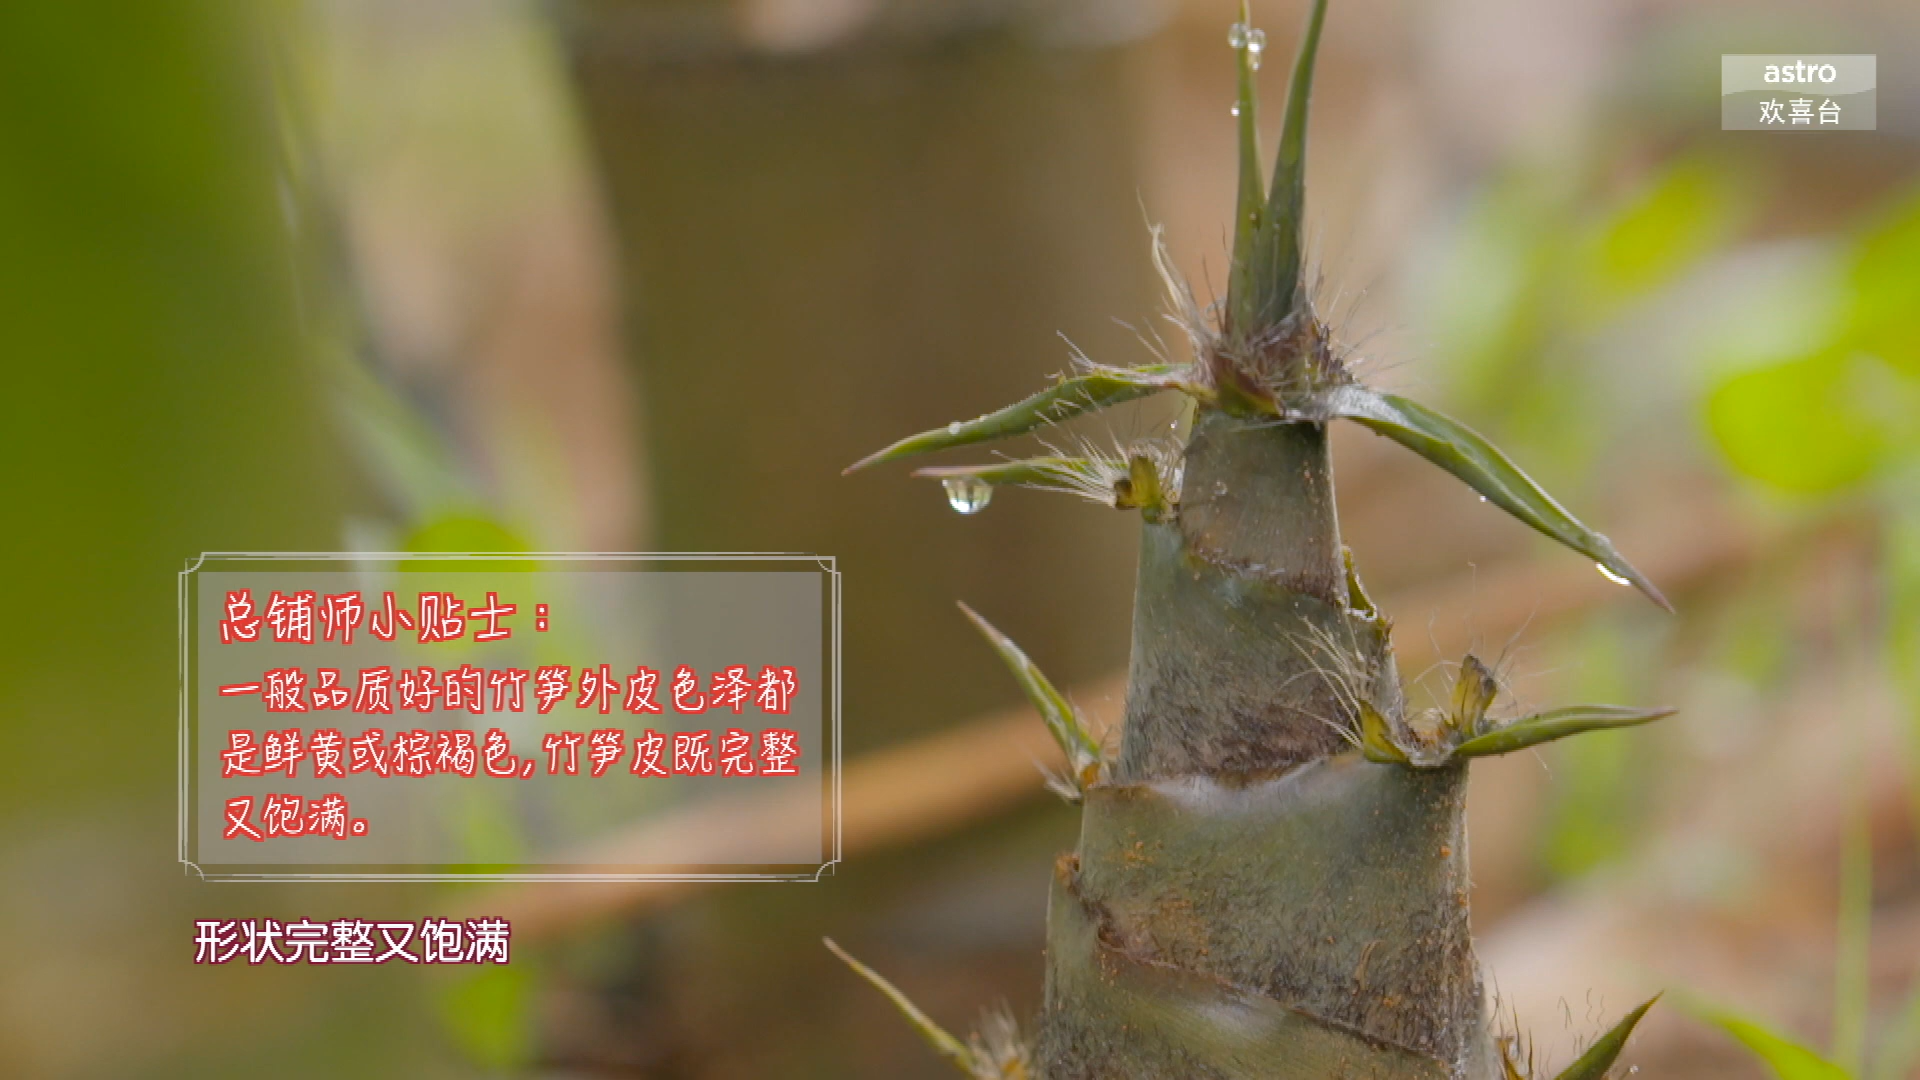 astro
欢喜台
总铺师小贴士：
一般品质好的竹笋外皮色泽都
是鲜黄或棕褐色,竹笋皮既完整
又饱满。
形状完整又饱满